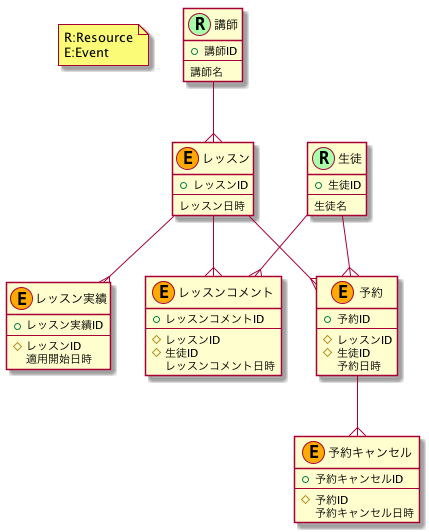 R:Resource
E:Event
R 講師
講師ID
講師名
E レッスン
レッスンID
レッスン日時
R 生徒
生徒ID
生徒名
E レッスン実績
レッスン実績ID
レッスンID
適用開始日時
E レッスンコメント
レッスンコメントID
レッスンID
生徒ID
レッスンコメント日時
E 予約
予約ID
レッスンID
生徒ID
予約日時
E 予約キャンセル
予約キャンセルID
予約ID
予約キャンセル日時